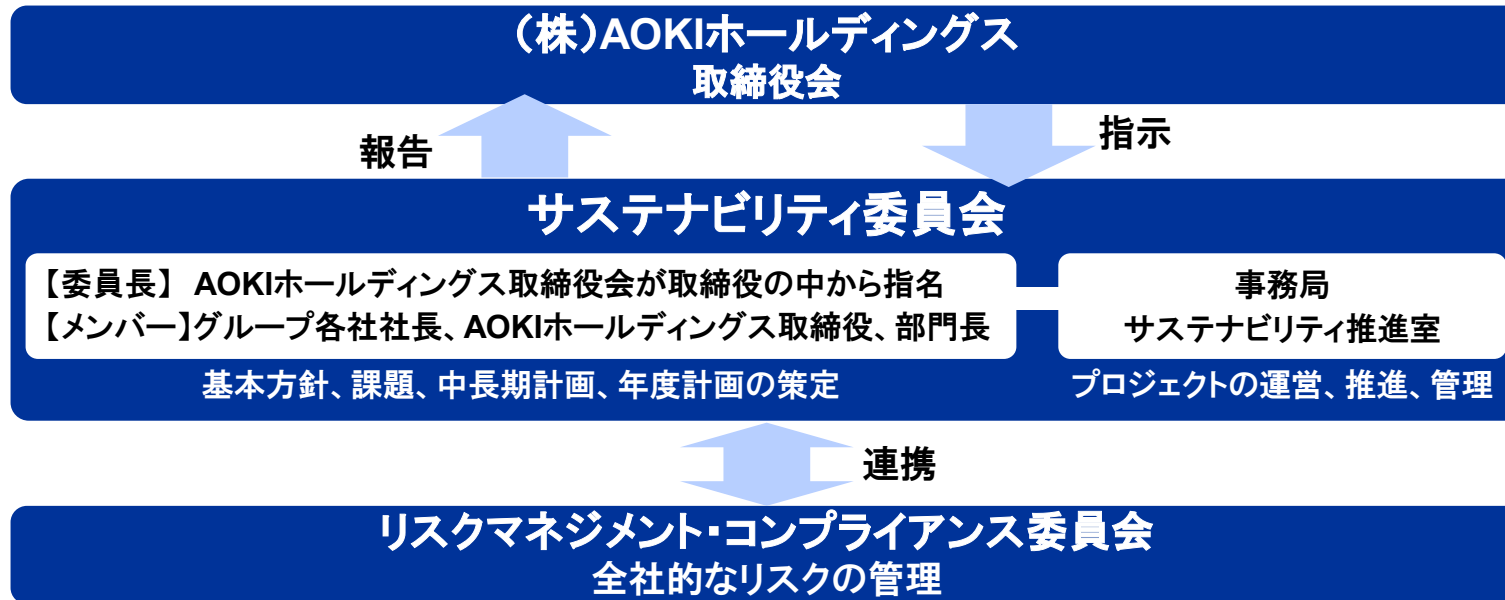 （株）AOKIホールディングス
取締役会
報告
指示
サステナビリティ委員会
【委員長】 AOKIホールディングス取締役会が取締役の中から指名
【メンバー】グループ各社社長、AOKIホールディングス取締役、部門長
事務局
サステナビリティ推進室
基本方針、課題、中長期計画、年度計画の策定
プロジェクトの運営、推進、管理
連携
リスクマネジメント・コンプライアンス委員会
全社的なリスクの管理